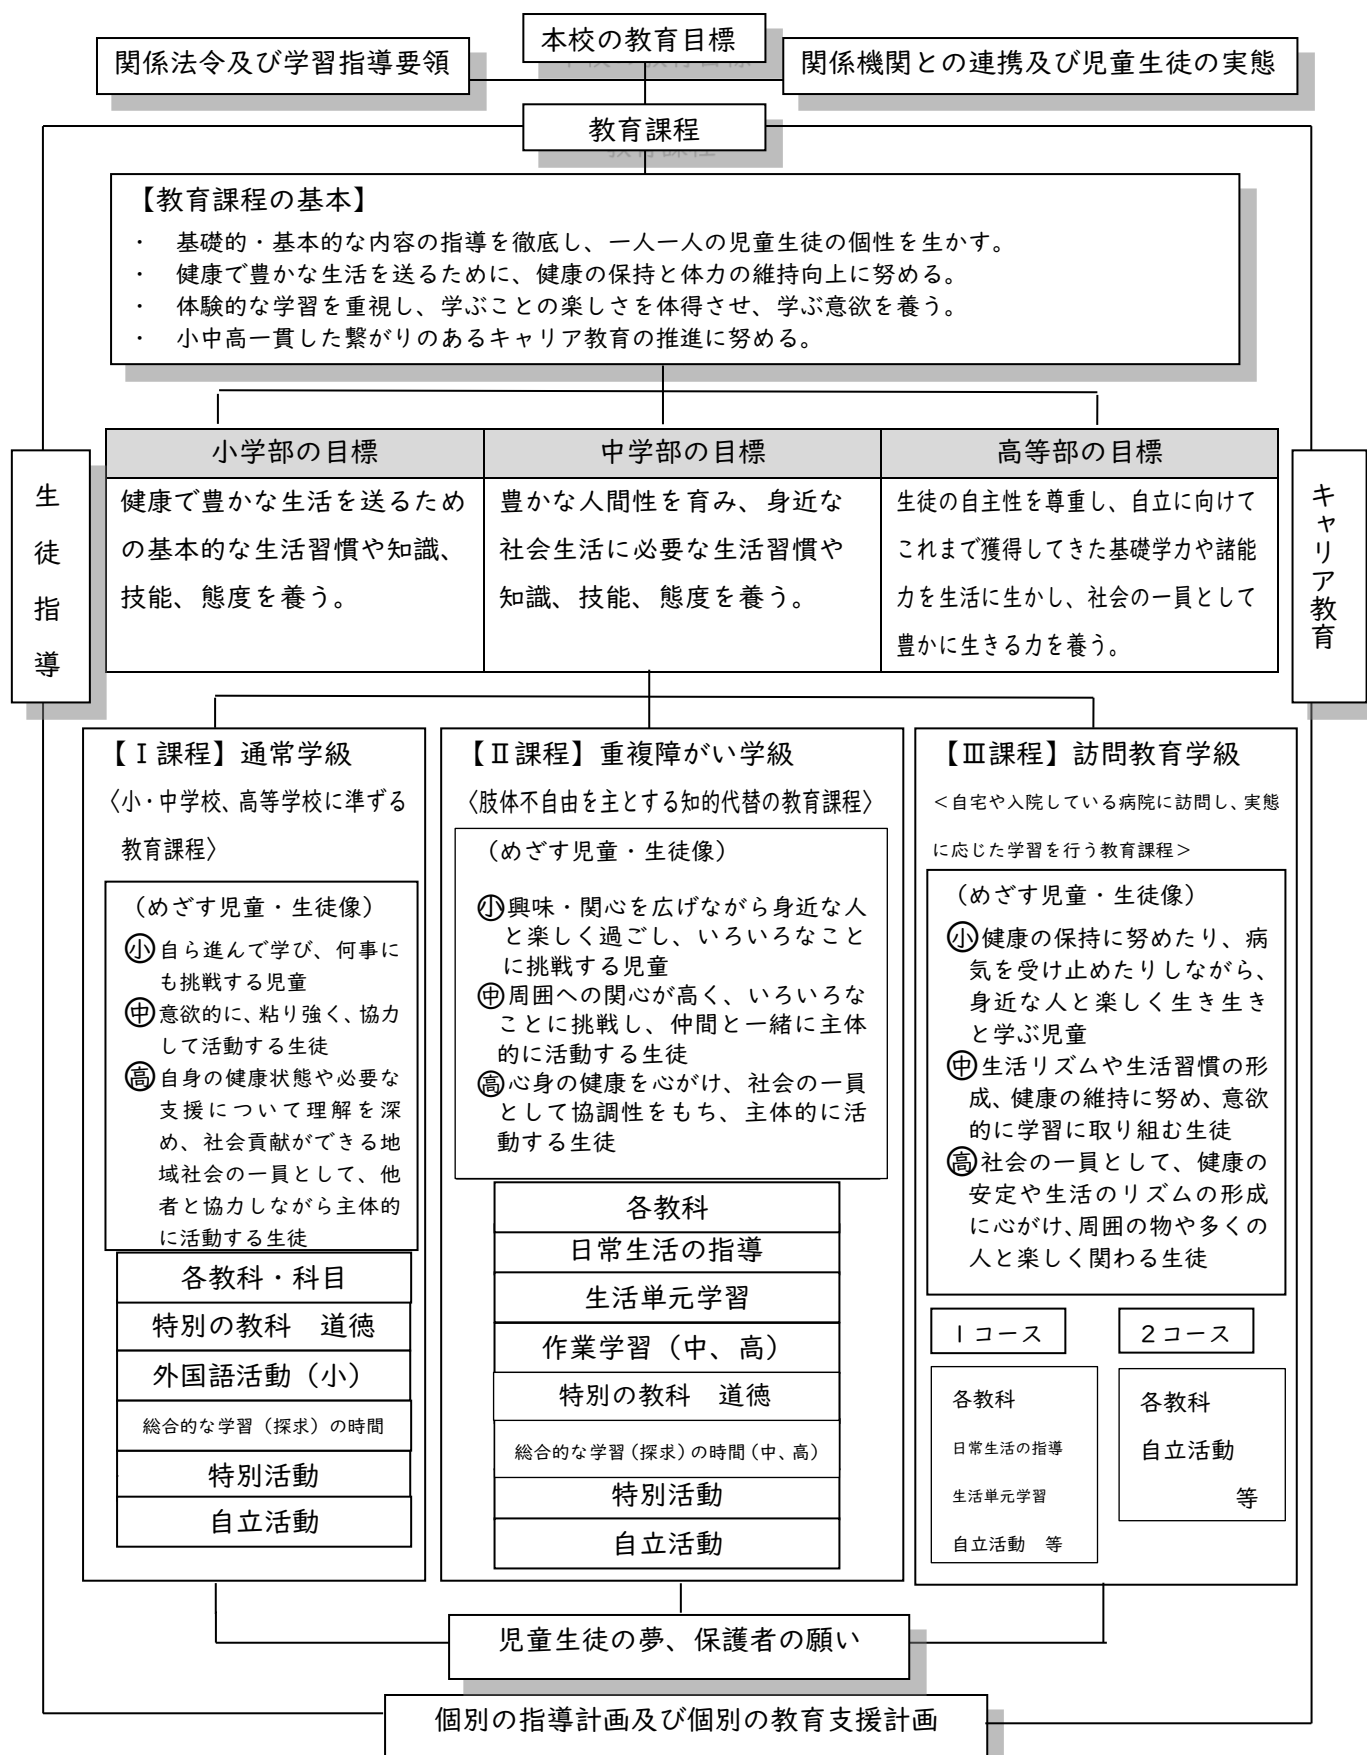 本校の教育目標
関係法令及び学習指導要領
関係機関との連携及び児童生徒の実態
教育課程
【教育課程の基本】
・　基礎的・基本的な内容の指導を徹底し、一人一人の児童生徒の個性を生かす。
・　健康で豊かな生活を送るために、健康の保持と体力の維持向上に努める。
・　体験的な学習を重視し、学ぶことの楽しさを体得させ、学ぶ意欲を養う。
・　小中高一貫した繋がりのあるキャリア教育の推進に努める。
生徒指導
キャリア教育
小学部の目標
健康で豊かな生活を送るため
の基本的な生活習慣や知識、
技能、態度を養う。
中学部の目標
豊かな人間性を育み、身近な
社会生活に必要な生活習慣や
知識、技能、態度を養う。
高等部の目標
生徒の自主性を尊重し、自立に向けて
これまで獲得してきた基礎学力や諸能
力を生活に生かし、社会の一員として
豊かに生きる力を養う。
【Ⅰ課程】通常学級
〈小・中学校、高等学校に準ずる
教育課程〉
（めざす児童・生徒像）
㊛自ら進んで学び、何事に
も挑戦する児童
㊥意欲的に、粘り強く、協力
して活動する生徒
高自身の健康状態や必要な
支援について理解を深
め、社会貢献ができる地
域社会の一員として、他
者と協力しながら主体的
に活動する生徒
各教科・科目
特別の教科　道徳
外国語活動（小）
総合的な学習（探求）の時間
特別活動
自立活動
【Ⅱ課程】重複障がい学級
〈肢体不自由を主とする知的代替の教育課程〉
（めざす児童・生徒像）
小興味・関心を広げながら身近な人
と楽しく過ごし、いろいろなこと
に挑戦する児童
㊥周囲への関心が高く、いろいろな
ことに挑戦し、仲間と一緒に主体
的に活動する生徒
高心身の健康を心がけ、社会の一員
として協調性をもち、主体的に活
動する生徒
各教科
日常生活の指導
生活単元学習
作業学習（中、高）
特別の教科　道徳
総合的な学習（探求）の時間（中、高）
特別活動
自立活動
【Ⅲ課程】訪問教育学級
＜自宅や入院している病院に訪問し、実態
に応じた学習を行う教育課程＞
（めざす児童・生徒像）
小健康の保持に努めたり、病
気を受け止めたりしながら、
身近な人と楽しく生き生き
と学ぶ児童
㊥生活リズムや生活習慣の形
成、健康の維持に努め、意欲
的に学習に取り組む生徒
高社会の一員として、健康の
安定や生活のリズムの形成
に心がけ、周囲の物や多くの
人と楽しく関わる生徒
1コース
各教科
日常生活の指導
生活単元学習
自立活動　等
2コース
各教科
自立活動
等
児童生徒の夢、保護者の願い
個別の指導計画及び個別の教育支援計画